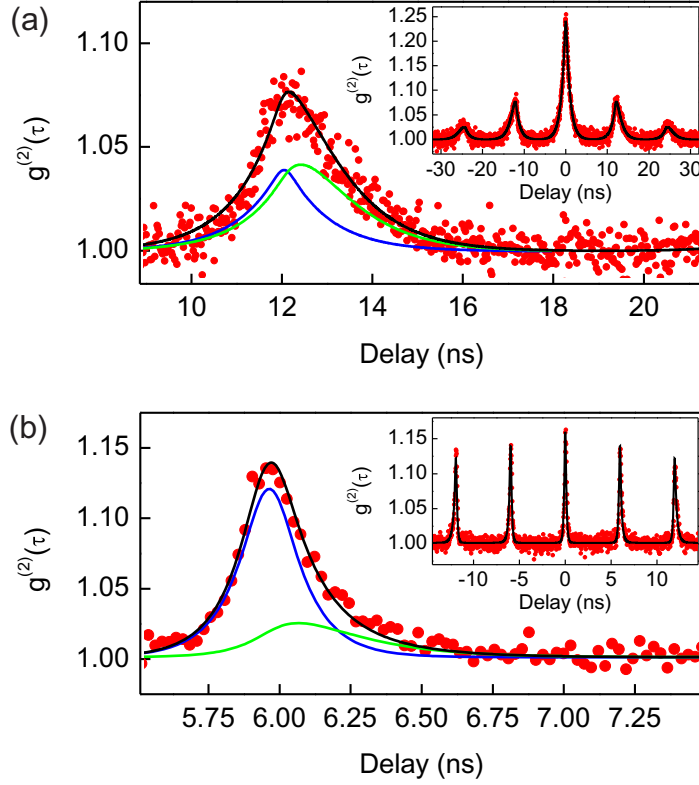 (a)
1.10
1.05
1.00
g(2)(τ)
10 12 14 16 18 20
Delay (ns)
1.25
1.20
1.15
1.10
1.05
1.00
g(2)(τ)
-30 -20 -10 0 10 20 30
Delay (ns)
(b)
1.15
1.10
1.05
1.00
g(2)(τ)
5.75 6.00 6.25 6.50 6.75 7.00 7.25
Delay (ns)
1.15
1.10
1.05
1.00
g(2)(τ)
-10 -5 0 5 10
Delay (ns)